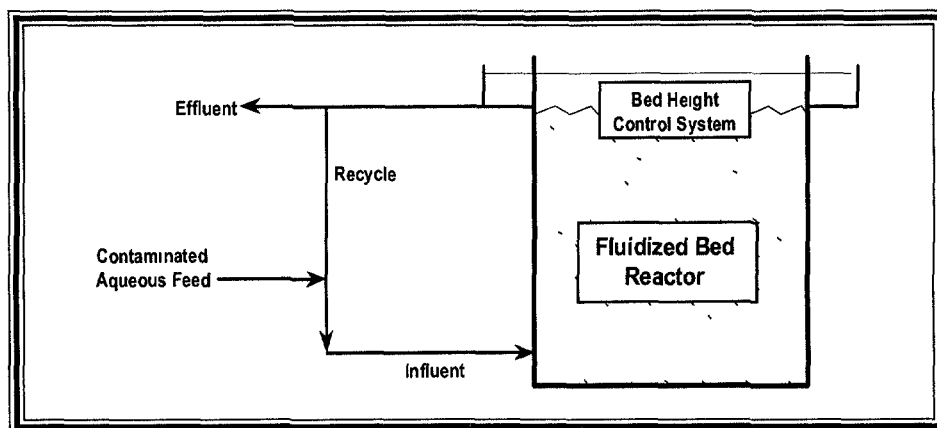 Effluent
Bed Height
Control System
Recycle
Contaminated
Aqueous Feed
Fluidized Bed
Reactor
Influent